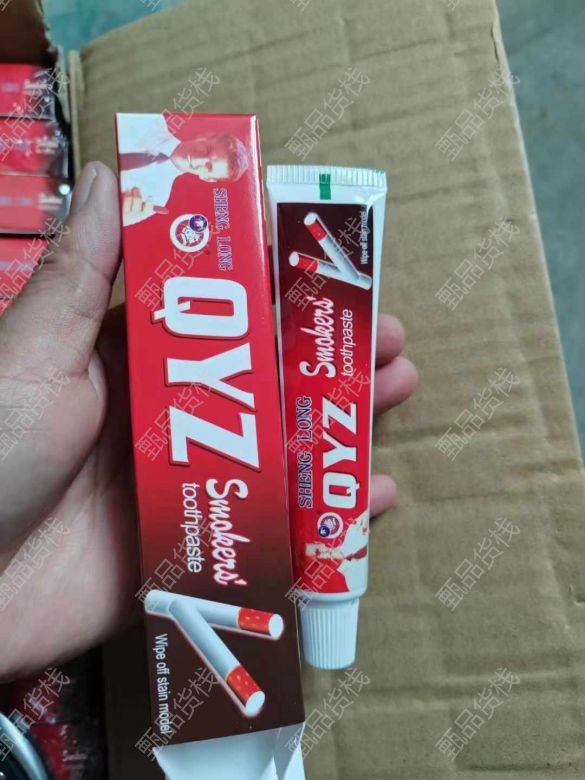 SHENG LONG
QYZ
Smokers'
toothpaste
Wipe off stain model
SHENG LONG
QYZ
Smokers'
toothpaste
Wipe off stain model
甄品货栈